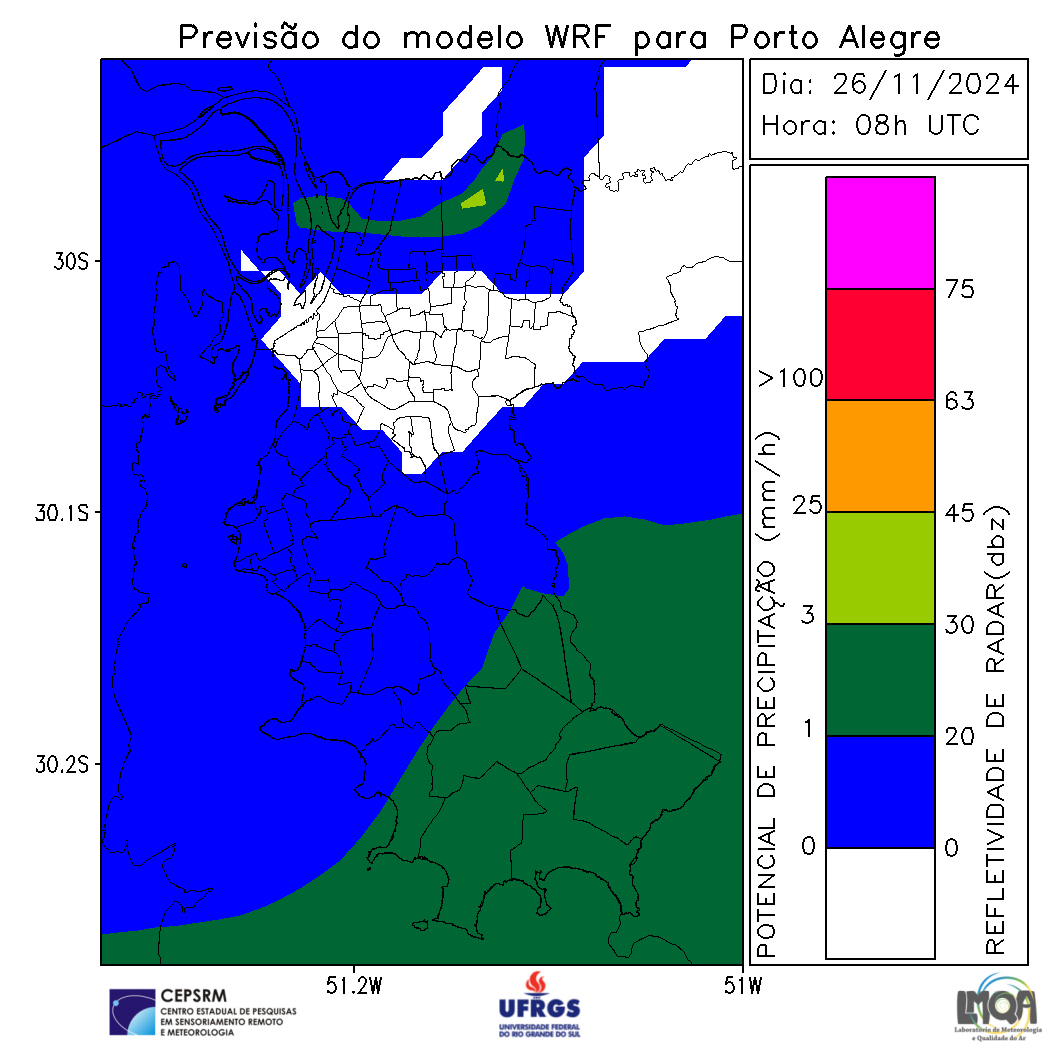 Previsão do modelo WRF para Porto Alegre
Dia: 26/11/2024
Hora: 08h UTC
30S
30.1S
30.2S
51.2W
51W
POTENCIAL DE PRECIPITAÇÃO (mm/h)
>100
25
3
1
0
75
63
45
30
20
0
REFLETIVIDADE DE RADAR(dbz)
CEPSRM
CENTRO ESTADUAL DE PESQUISAS
EM SENSORIAMENTO REMOTO
E METEOROLOGIA
UFRGS
UNIVERSIDADE FEDERAL
DO RIO GRANDE DO SUL
LMQA
Laboratório de Meteorologia
e Qualidade do Ar